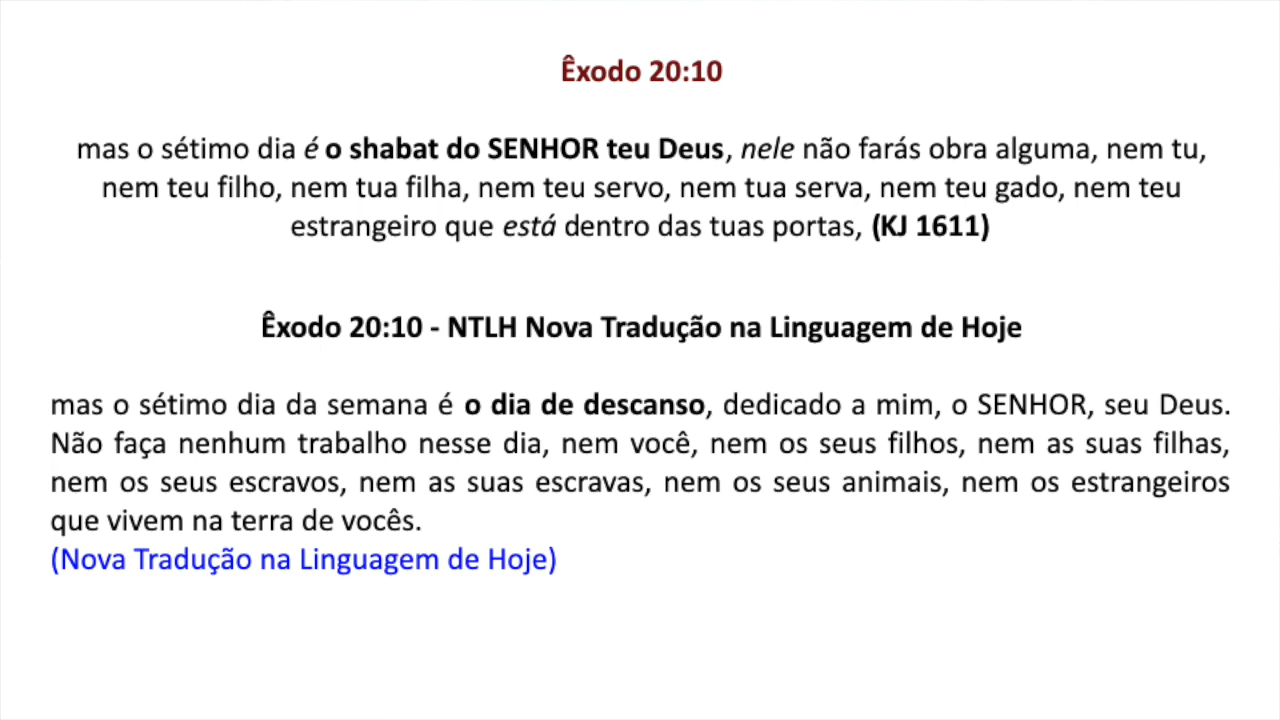 Êxodo 20:10
mas o sétimo dia é o shabat do SENHOR teu Deus, nele não farás obra alguma, nem tu,
nem teu filho, nem tua filha, nem teu servo, nem tua serva, nem teu gado, nem teu
estrangeiro que está dentro das tuas portas, (KJ 1611)
Êxodo 20:10 - NTLH Nova Tradução na Linguagem de Hoje
mas o sétimo dia da semana é o dia de descanso, dedicado a mim, o SENHOR, seu Deus.
Não faça nenhum trabalho nesse dia, nem você, nem os seus filhos, nem as suas filhas,
nem os seus escravos, nem as suas escravas, nem os seus animais, nem os estrangeiros
que vivem na terra de vocês.
(Nova Tradução na Linguagem de Hoje)